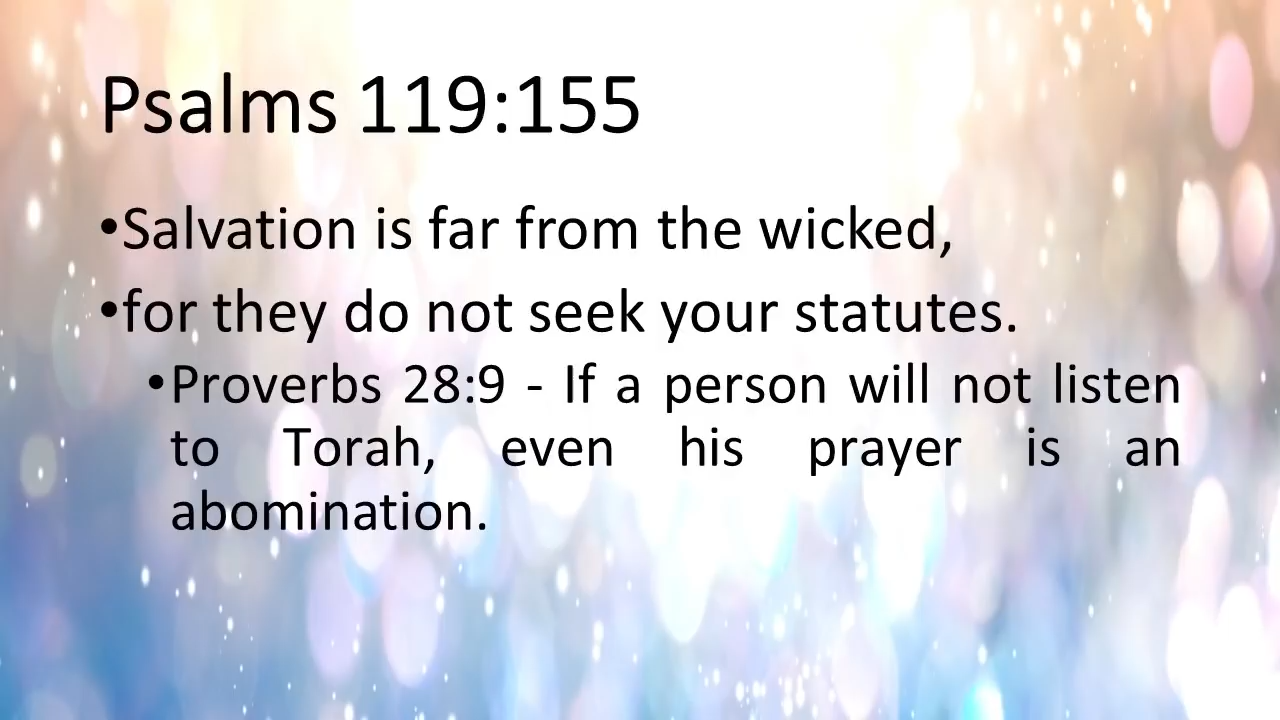 Psalms 119:155
•Salvation is far from the wicked,
•for they do not seek your statutes.
•Proverbs 28:9 - If a person will not listen
to Torah, even his prayer is an
abomination.